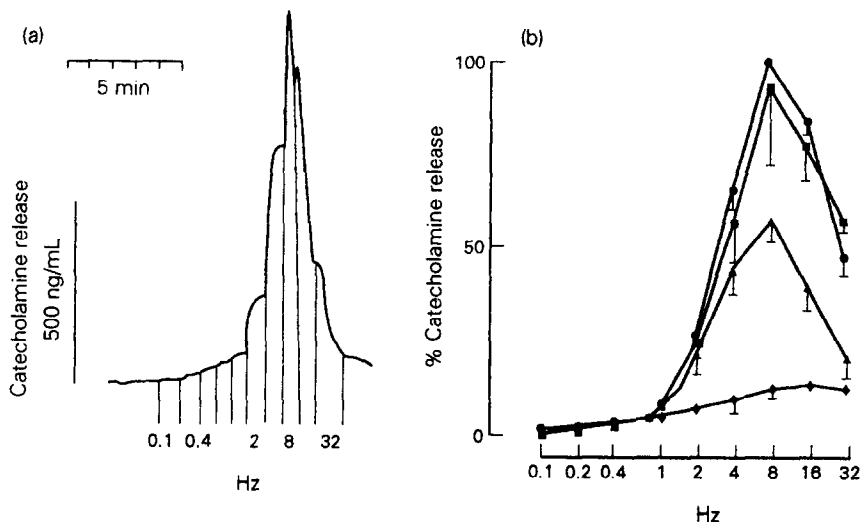 (a)
5 min
Catecholamine release
500 ng/mL
0.1 0.4 2 8 32
Hz
(b)
% Catecholamine release
100
50
0
0.1 0.2 0.4 1 2 4 8 16 32
Hz